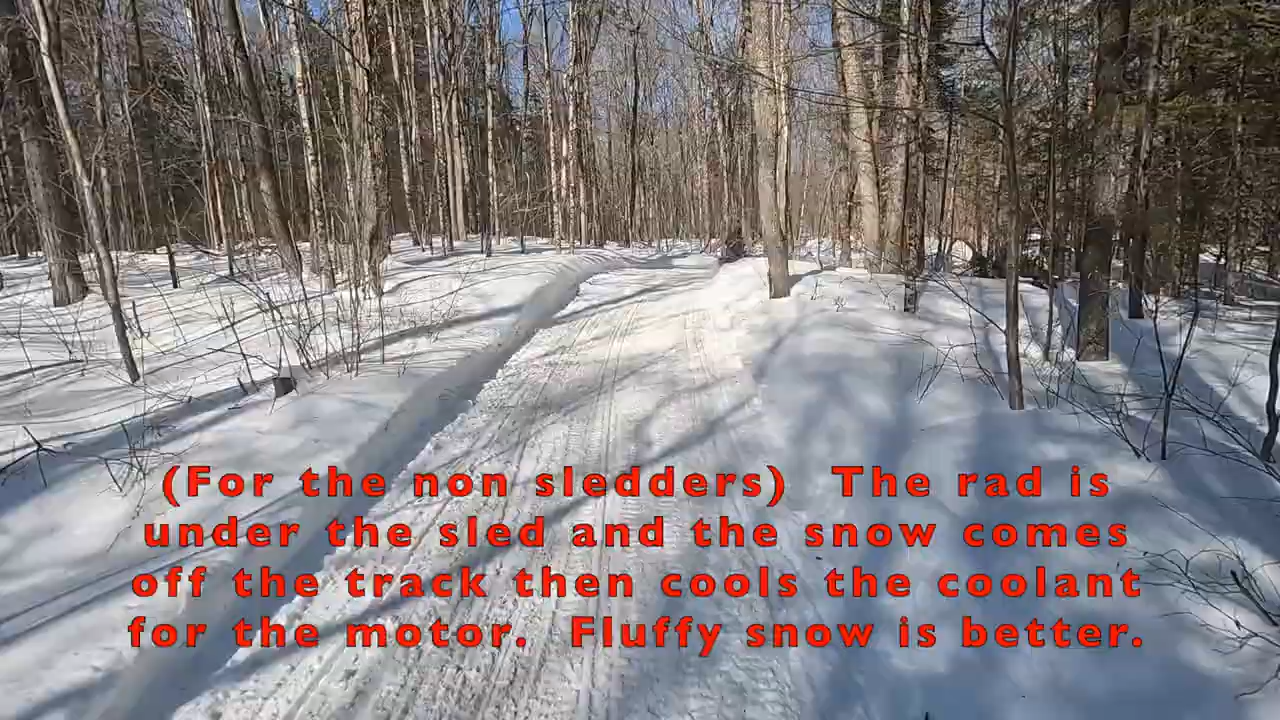 (For the non sledders)  The rad is
under the sled and the snow comes
off the track then cools the coolant
for the motor.  Fluffy snow is better.